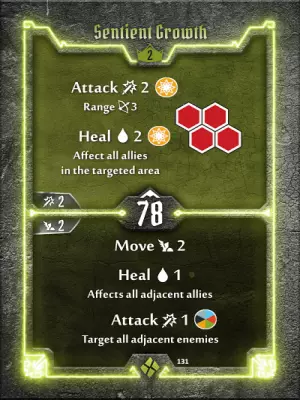 Sentient Growth
2
Attack 2
Range 3
Heal 2
Affect all allies
in the targeted area
2
78
2
Move 2
Heal 1
Affects all adjacent allies
Attack 1
Target all adjacent enemies
131